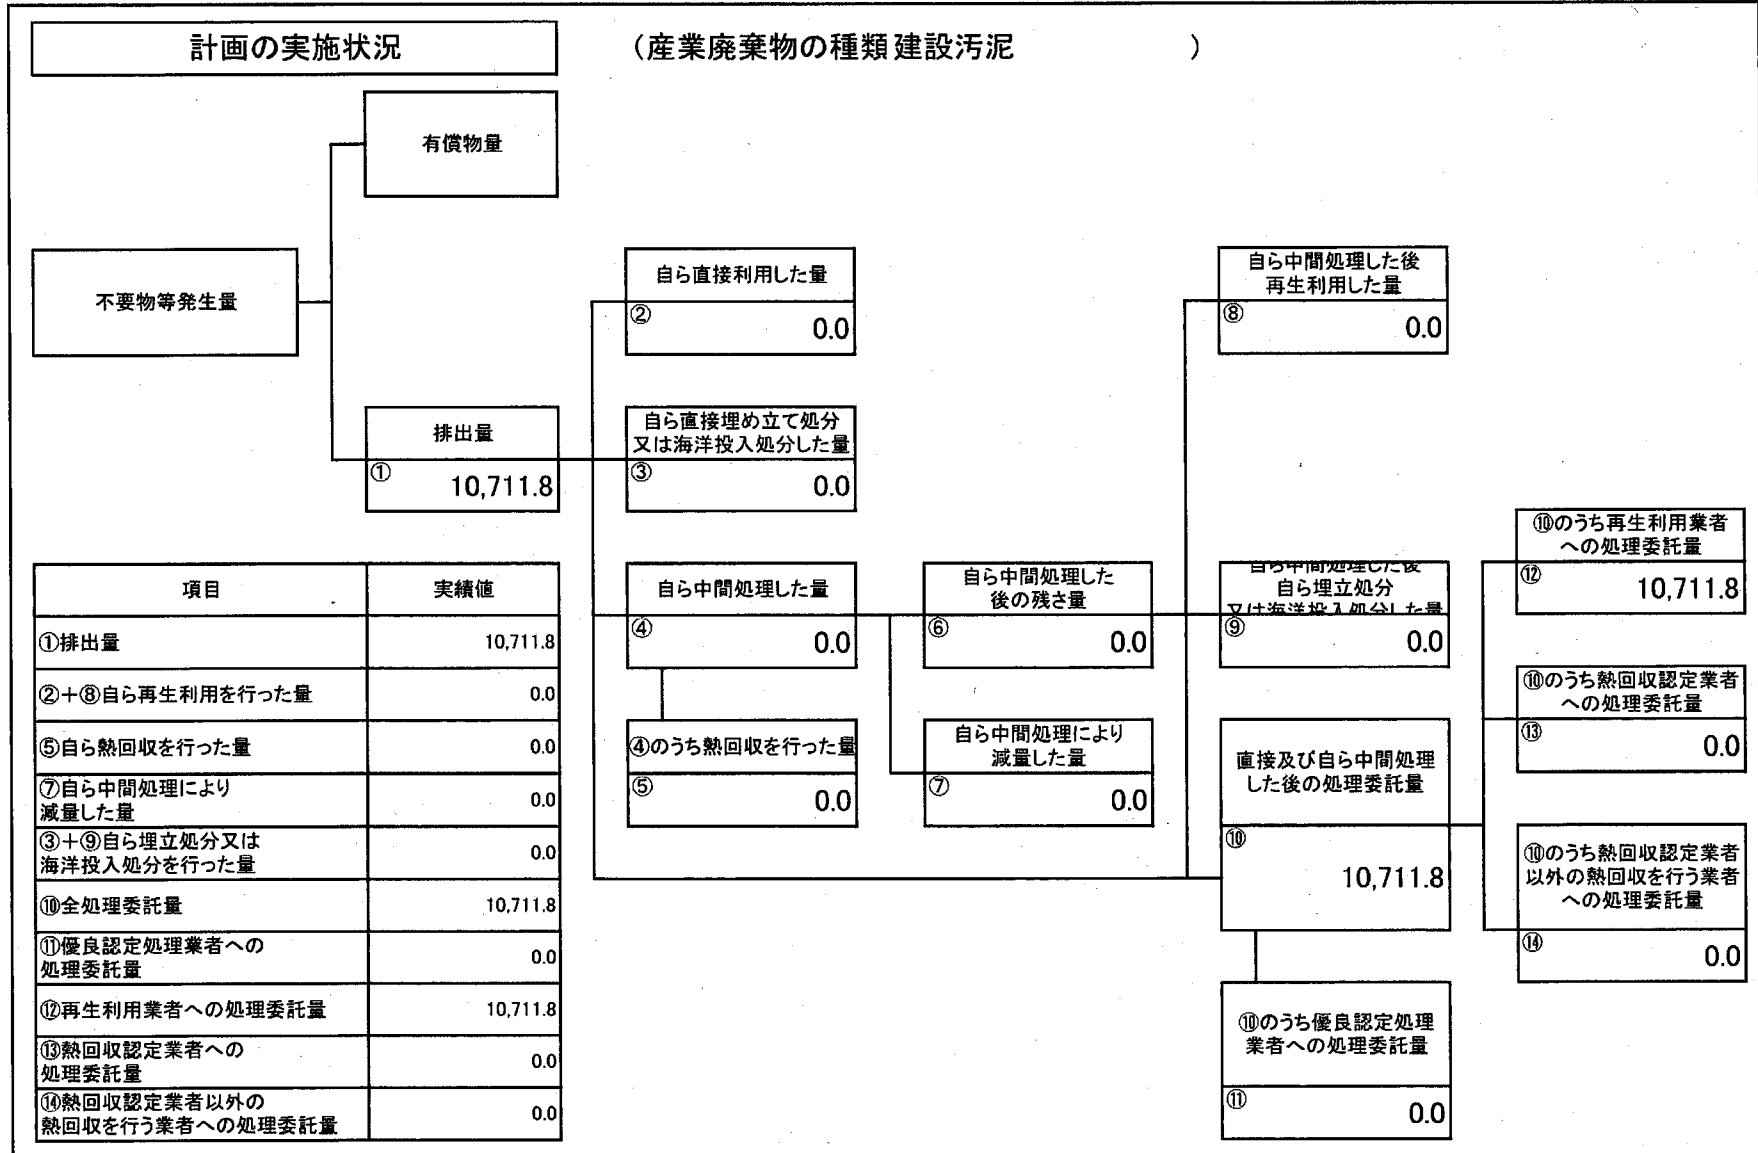 計画の実施状況
（産業廃棄物の種類 建設汚泥　　　　　　）
有償物量
不要物等発生量
排出量
①
10,711.8
自ら直接利用した量
②
0.0
自ら直接埋め立て処分
又は海洋投入処分した量
③
0.0
自ら中間処理した量
④
0.0
④のうち熱回収を行った量
⑤
0.0
自ら中間処理した
後の残さ量
⑥
0.0
自ら中間処理により
減量した量
⑦
0.0
自ら中間処理した後
再生利用した量
⑧
0.0
自ら中間処理した後
自ら埋立処分
又は海洋投入処分した量
⑨
0.0
直接及び自ら中間処理
した後の処理委託量
⑩
10,711.8
⑩のうち優良認定処理
業者への処理委託量
⑪
0.0
⑩のうち再生利用業者
への処理委託量
⑫
10,711.8
⑩のうち熱回収認定業者
への処理委託量
⑬
0.0
⑩のうち熱回収認定業者
以外の熱回収を行う業者
への処理委託量
⑭
0.0
項目 実績値
①排出量 10,711.8
②＋⑧自ら再生利用を行った量 0.0
⑤自ら熱回収を行った量 0.0
⑦自ら中間処理により
減量した量 0.0
③＋⑨自ら埋立処分又は
海洋投入処分を行った量 0.0
⑩全処理委託量 10,711.8
⑪優良認定処理業者への
処理委託量 0.0
⑫再生利用業者への処理委託量 10,711.8
⑬熱回収認定業者への
処理委託量 0.0
⑭熱回収認定業者以外の
熱回収を行う業者への処理委託量 0.0